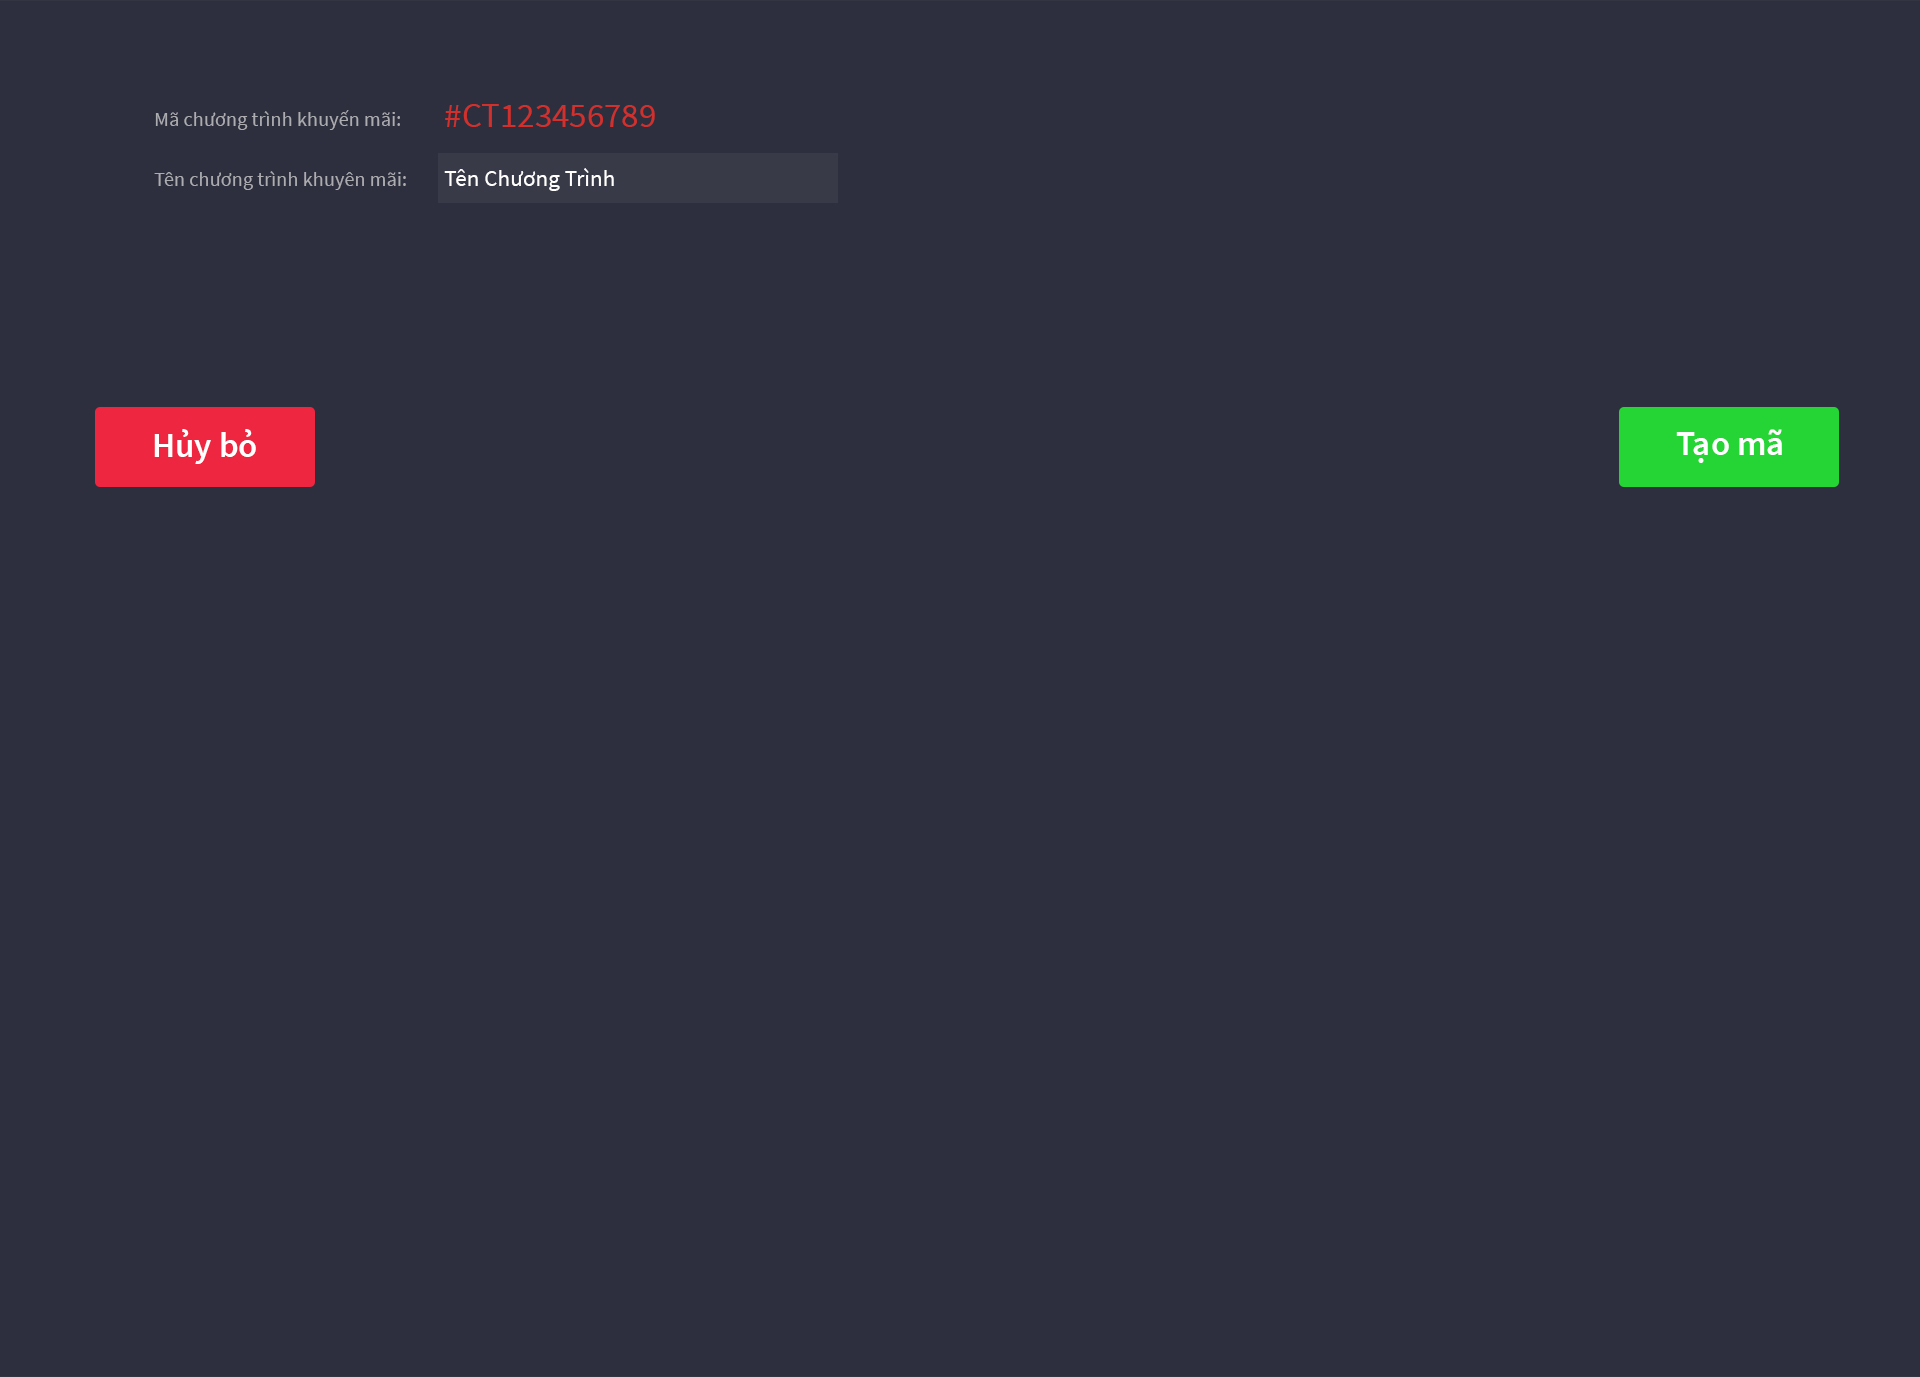 Mã chương trình khuyến mãi:
#CT123456789
Tên chương trình khuyên mãi:
Tên Chương Trình
Hủy bỏ
Tạo mã